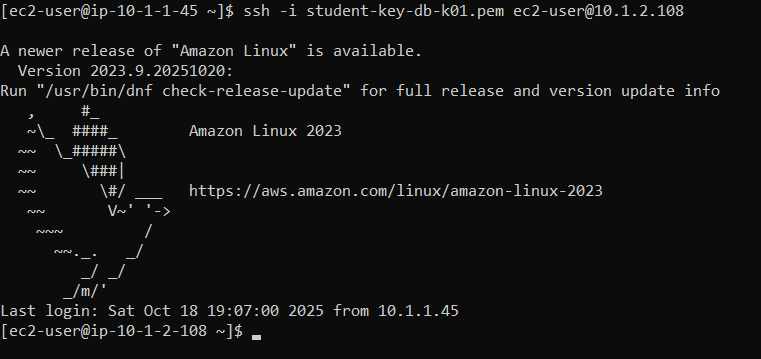 [ec2-user@ip-10-1-1-45 ~]$ ssh -i student-key-db-k01.pem ec2-user@10.1.2.108

A newer release of "Amazon Linux" is available.
  Version 2023.9.20251020:
Run "/usr/bin/dnf check-release-update" for full release and version update info
   ,     #_
   ~\_  ####_        Amazon Linux 2023
  ~~  \_#####\
  ~~     \###|
  ~~       \#/ ___   https://aws.amazon.com/linux/amazon-linux-2023
   ~~       V~' '->
    ~~~         /
      ~~._.   _/
         _/ _/
       _/m/'
Last login: Sat Oct 18 19:07:00 2025 from 10.1.1.45
[ec2-user@ip-10-1-2-108 ~]$